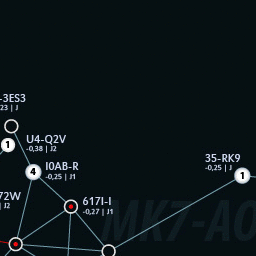 -3ES3
23 | J
1
U4-Q2V
-0,38 | J2
4
I0AB-R
-0,25 | J1
35-RK9
-0,25 | J
1
72W
| J2
617I-I
-0,27 | J1
MK7-AO